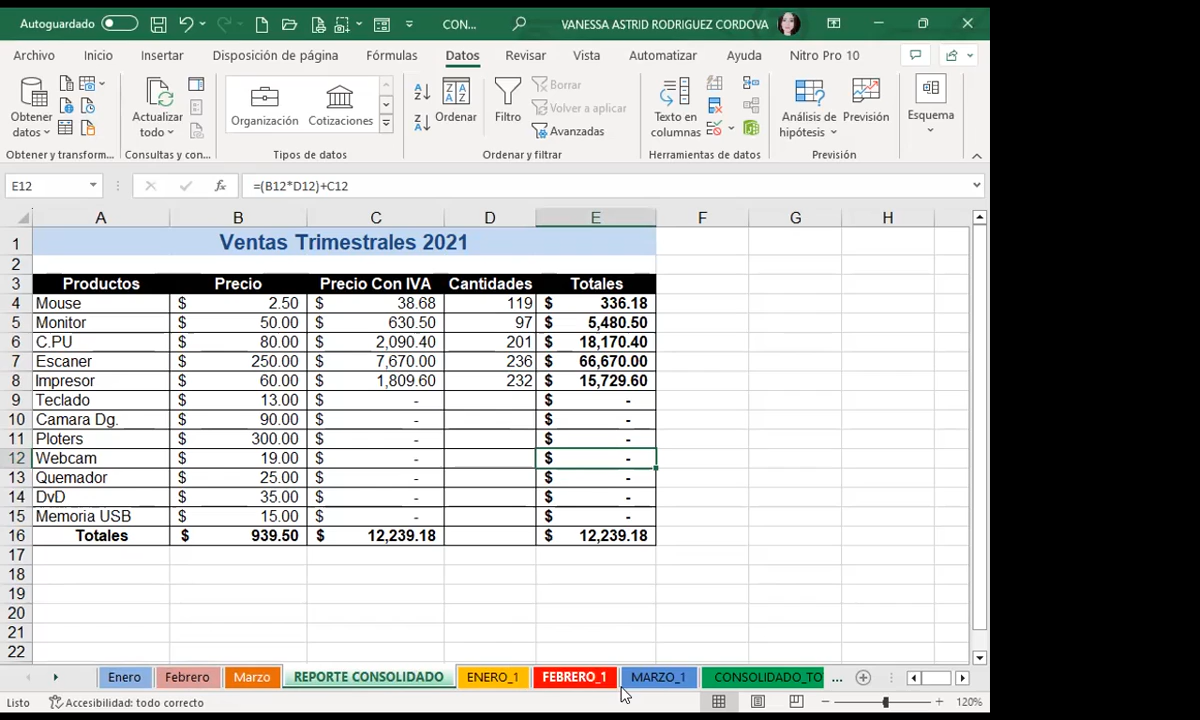 Autoguardado CON... VANESSA ASTRID RODRIGUEZ CORDOVA
Archivo Inicio Insertar Disposición de página Fórmulas Datos Revisar Vista Automatizar Ayuda Nitro Pro 10
Obtener datos Actualizar todo Organización Cotizaciones Ordenar Filtro Borrar Volver a aplicar Avanzadas Texto en columnas Análisis de hipótesis Previsión Esquema
Obtener y transform... Consultas y con... Tipos de datos Ordenar y filtrar Herramientas de datos Previsión
E12 fx =(B12*D12)+C12
A B C D E F G H
1 Ventas Trimestrales 2021
2
3 Productos Precio Precio Con IVA Cantidades Totales
4 Mouse $ 2.50 $ 38.68 119 $ 336.18
5 Monitor $ 50.00 $ 630.50 97 $ 5,480.50
6 C.PU $ 80.00 $ 2,090.40 201 $ 18,170.40
7 Escaner $ 250.00 $ 7,670.00 236 $ 66,670.00
8 Impresor $ 60.00 $ 1,809.60 232 $ 15,729.60
9 Teclado $ 13.00 $ - $ -
10 Camara Dg. $ 90.00 $ - $ -
11 Ploters $ 300.00 $ - $ -
12 Webcam $ 19.00 $ - $ -
13 Quemador $ 25.00 $ - $ -
14 DvD $ 35.00 $ - $ -
15 Memoria USB $ 15.00 $ - $ -
16 Totales $ 939.50 $ 12,239.18 $ 12,239.18
17
18
19
20
21
22
Enero Febrero Marzo REPORTE CONSOLIDADO ENERO_1 FEBRERO_1 MARZO_1 CONSOLIDADO_TO ...
Listo Accesibilidad: todo correcto 120%